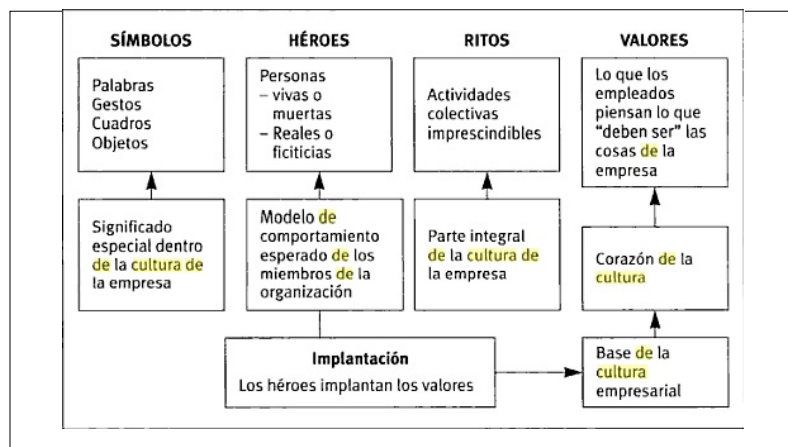 SÍMBOLOS
HÉROES
RITOS
VALORES
Palabras
Gestos
Cuadros
Objetos
Personas
– vivas o
muertas
– Reales o
ficiticias
Actividades
colectivas
imprescindibles
Lo que los
empleados
piensan lo que
“deben ser” las
cosas de la
empresa
Significado
especial dentro
de la cultura de
la empresa
Modelo de
comportamiento
esperado de los
miembros de la
organización
Parte integral
de la cultura de
la empresa
Corazón de la
cultura
Implantación
Los héroes implantan los valores
Base de la
cultura
empresarial